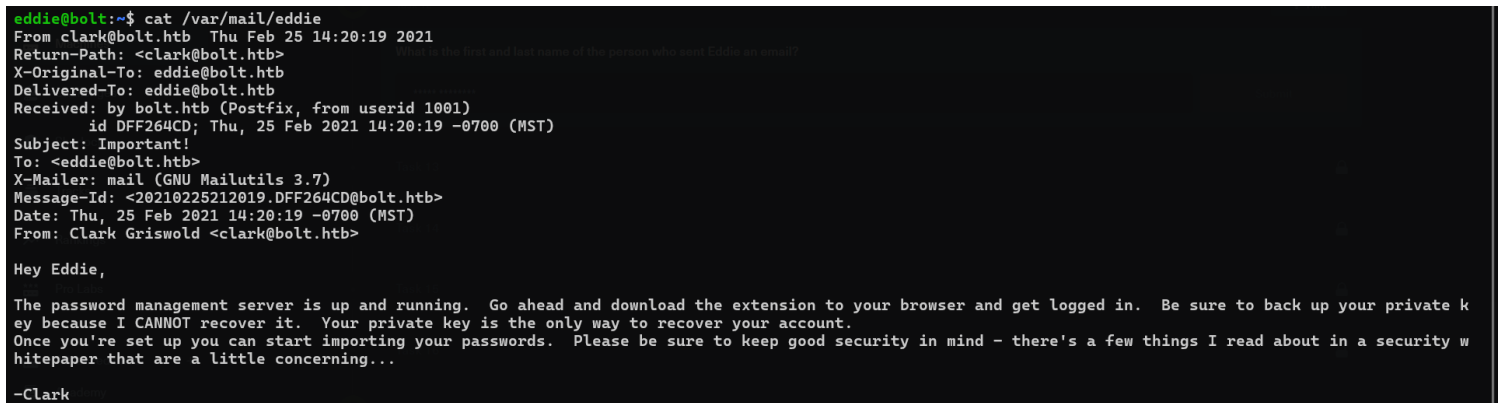 eddie@bolt:~$ cat /var/mail/eddie
From clark@bolt.htb  Thu Feb 25 14:20:19 2021
What is the first and last name of the person who sent Eddie an email?
Return-Path: <clark@bolt.htb>
X-Original-To: eddie@bolt.htb
Delivered-To: eddie@bolt.htb
Received: by bolt.htb (Postfix, from userid 1001)
        id DFF264CD; Thu, 25 Feb 2021 14:20:19 -0700 (MST)
Subject: Important!
To: <eddie@bolt.htb>
X-Mailer: mail (GNU Mailutils 3.7)
Message-Id: <20210225212019.DFF264CD@bolt.htb>
Date: Thu, 25 Feb 2021 14:20:19 -0700 (MST)
From: Clark Griswold <clark@bolt.htb>
Hey Eddie,
Pro Labs
The password management server is up and running.  Go ahead and download the extension to your browser and get logged in.  Be sure to back up your private k
ey because I CANNOT recover it.  Your private key is the only way to recover your account.
Once you're set up you can start importing your passwords.  Please be sure to keep good security in mind - there's a few things I read about in a security w
hitepaper that are a little concerning...
-Clark